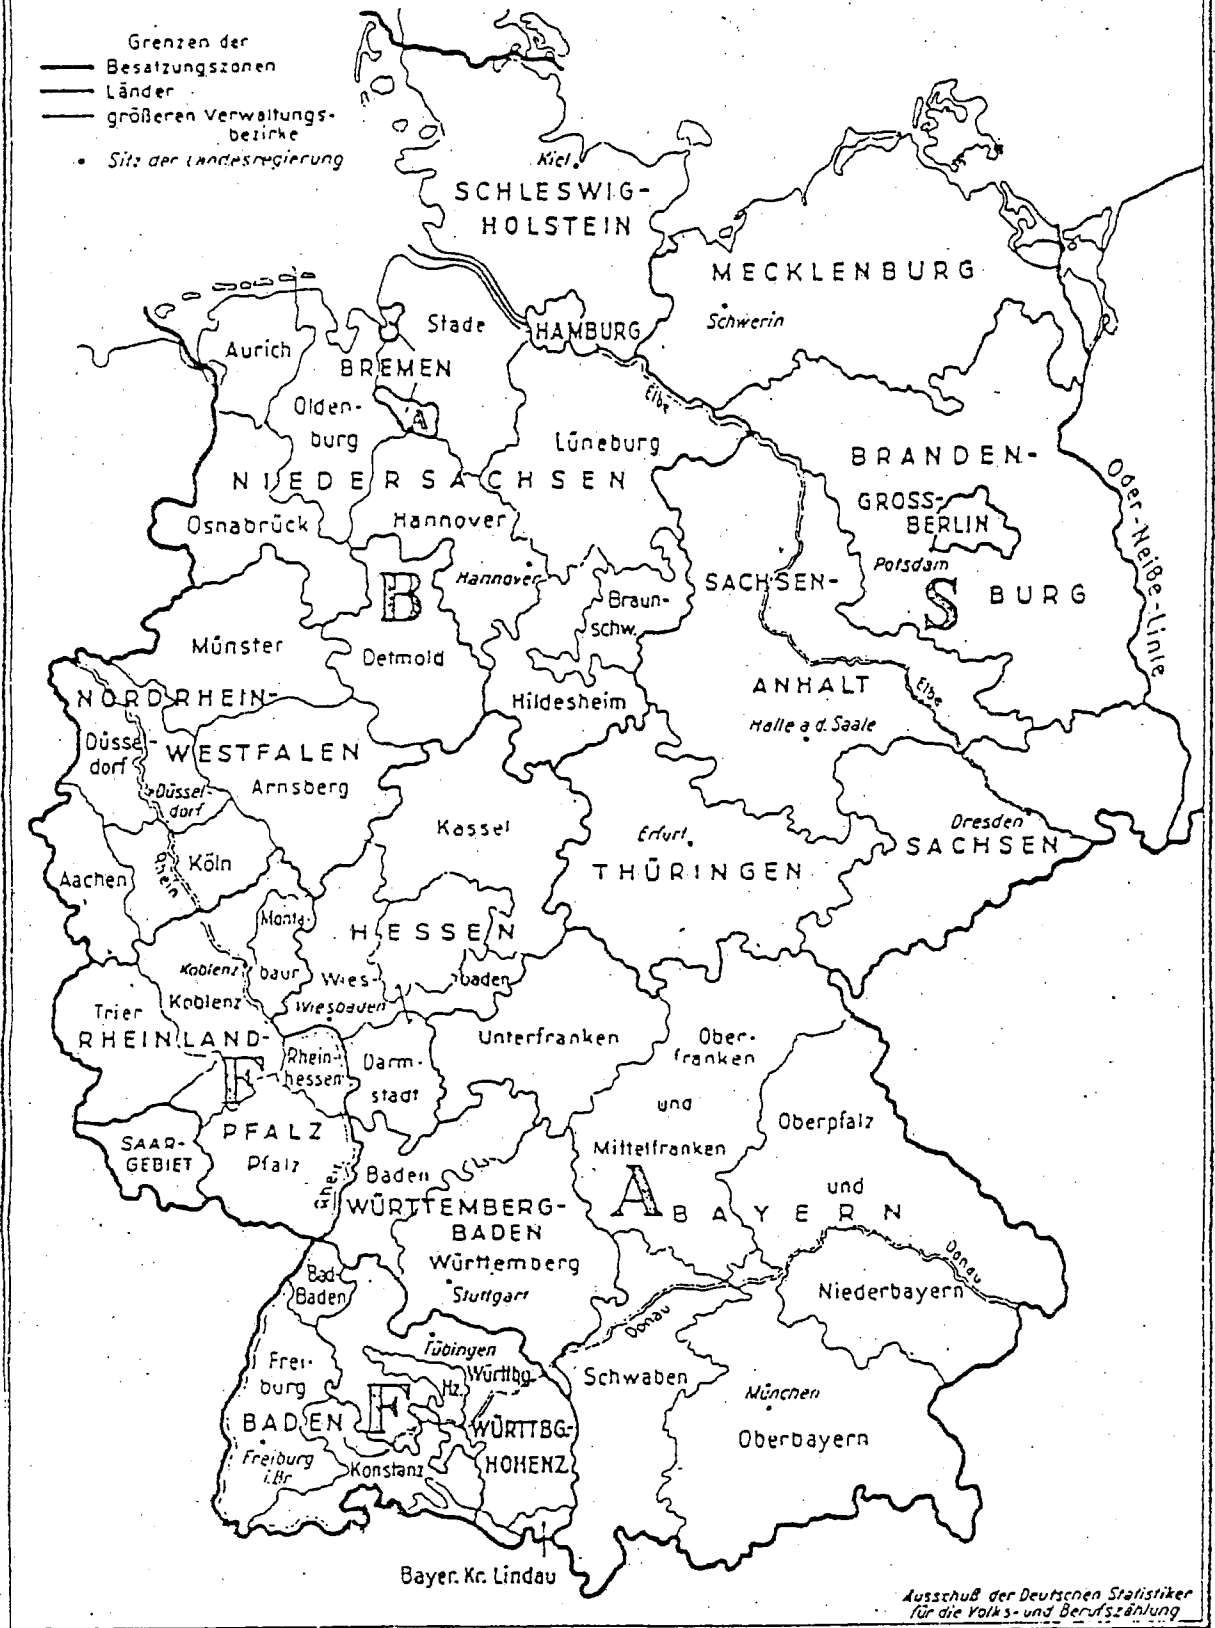 Grenzen der
Besatzungszonen
Länder
größeren Verwaltungs-
bezirke
Sitz der Landesregierung
Kiel
SCHLESWIG-
HOLSTEIN
MECKLENBURG
Schwerin
Stade
HAMBURG
Aurich
BREMEN
Elbe
Olden-
burg
A
Lüneburg
BRANDEN-
NIEDERSACHSEN
Oder-Neiße-Linie
GROSS-
BERLIN
Osnabrück
Hannover
Potsdam
Hannover
B
SACHSEN-
S
BURG
Braun-
schw.
Münster
Detmold
Hildesheim
ANHALT
Elbe
NORDRHEIN-
Halle a.d. Saale
Düssel-
dorf
WESTFALEN
Arnsberg
Düssel-
dorf
Kassel
Erfurt
Dresden
THÜRINGEN
SACHSEN
Köln
Rhein
Aachen
Monta-
baur
HESSEN
Koblenz
Wies-
baden
Koblenz
Wiesbaden
Trier
RHEINLAND-
Unterfranken
Ober-
franken
Rhein-
hessen
Darm-
stadt
F
und
Mittelfranken
Oberpfalz
PFALZ
Pfalz
SAAR-
GEBIET
Rhein
Baden
A
und
WÜRTTEMBERG-
BADEN
BAYERN
Württemberg
Stuttgart
Donau
Niederbayern
Bad-
Baden
Donau
Tübingen
Württbg.
Hz.
Schwaben
Frei-
burg
F
München
BADEN
WÜRTTBG-
Oberbayern
Freiburg
i.Br
Konstanz
HOHENZ.
Bayer. Kr. Lindau
Ausschuß der Deutschen Statistiker
für die Volks- und Berufszählung